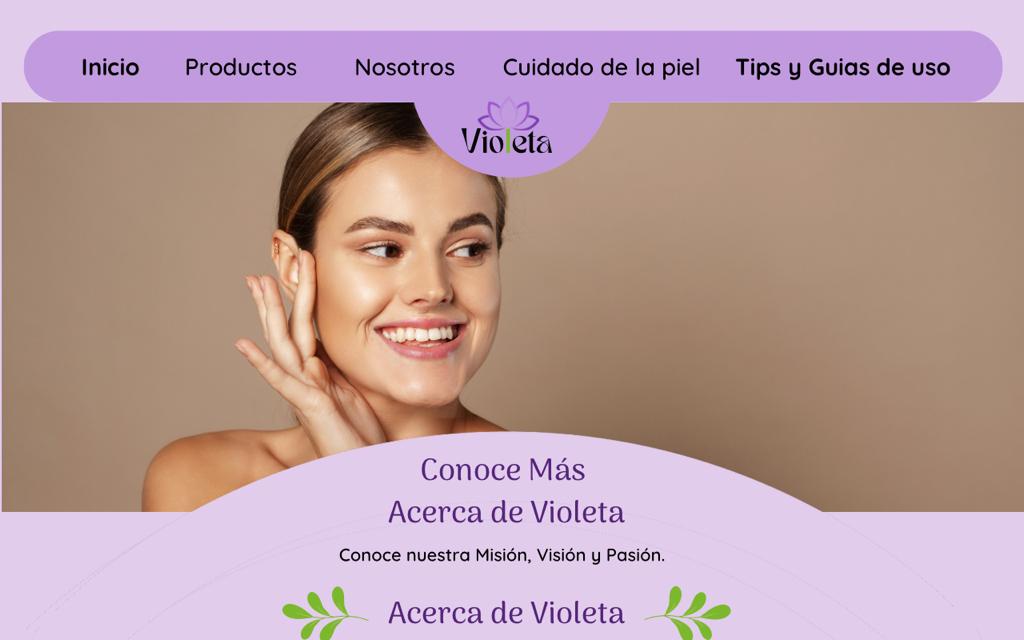 Inicio Productos Nosotros Cuidado de la piel Tips y Guias de uso
Violeta
Conoce Más
Acerca de Violeta
Conoce nuestra Misión, Visión y Pasión.
Acerca de Violeta